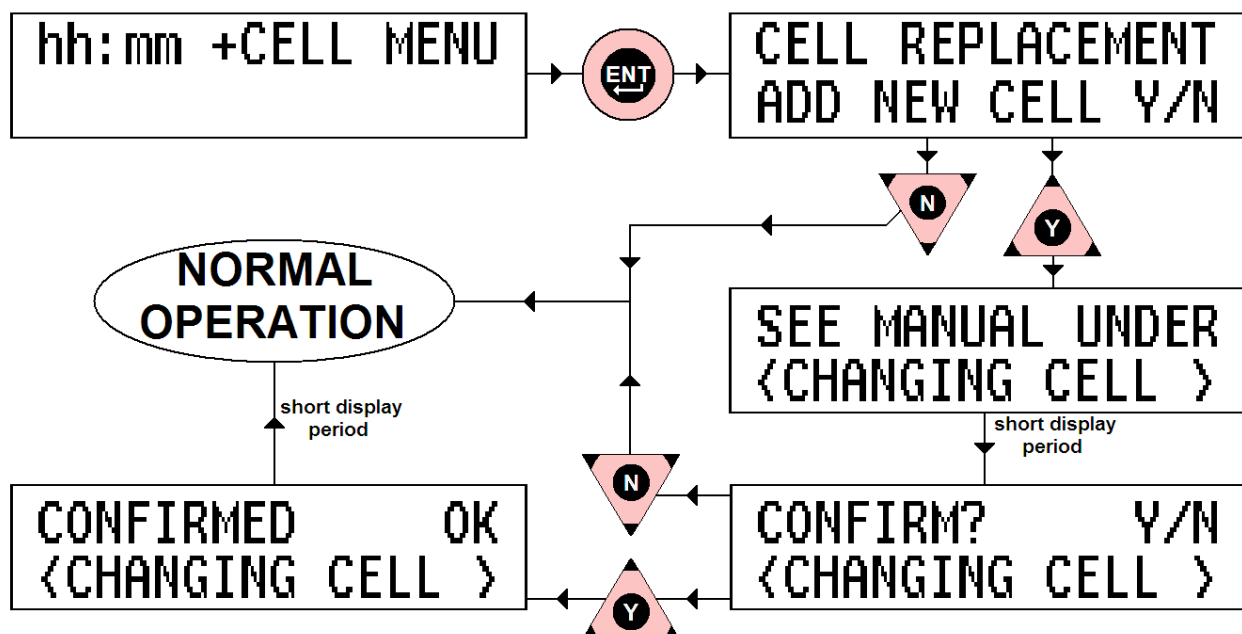 hh:mm +CELL MENU
ENT
CELL REPLACEMENT
ADD NEW CELL Y/N
N
Y
NORMAL
OPERATION
SEE MANUAL UNDER
<CHANGING CELL >
short display
period
short display
period
N
CONFIRMED OK
<CHANGING CELL >
CONFIRM? Y/N
<CHANGING CELL >
Y